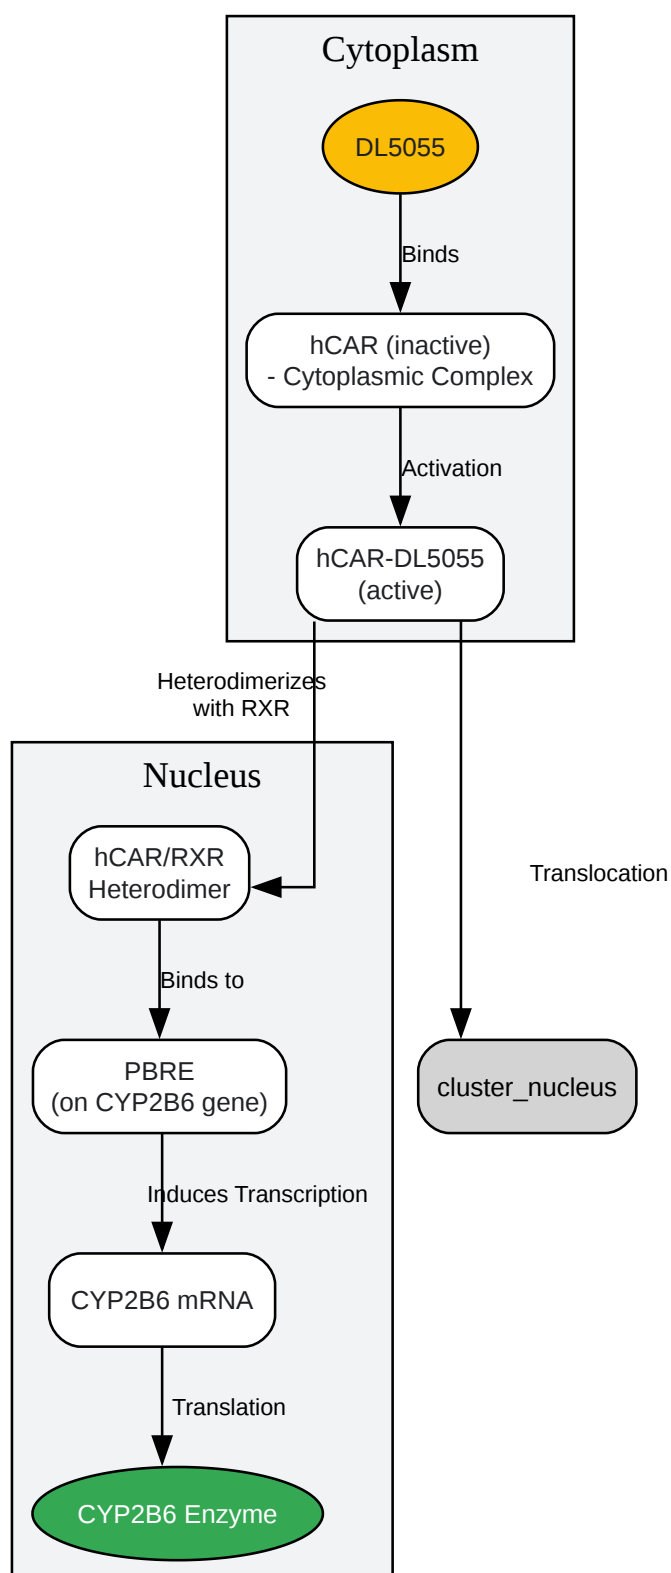 Cytoplasm
DL5055
Binds
hCAR (inactive)
- Cytoplasmic Complex
Activation
hCAR-DL5055
(active)
Heterodimerizes
with RXR
Nucleus
hCAR/RXR
Heterodimer
Translocation
Binds to
PBRE
(on CYP2B6 gene)
cluster_nucleus
Induces Transcription
CYP2B6 mRNA
Translation
CYP2B6 Enzyme